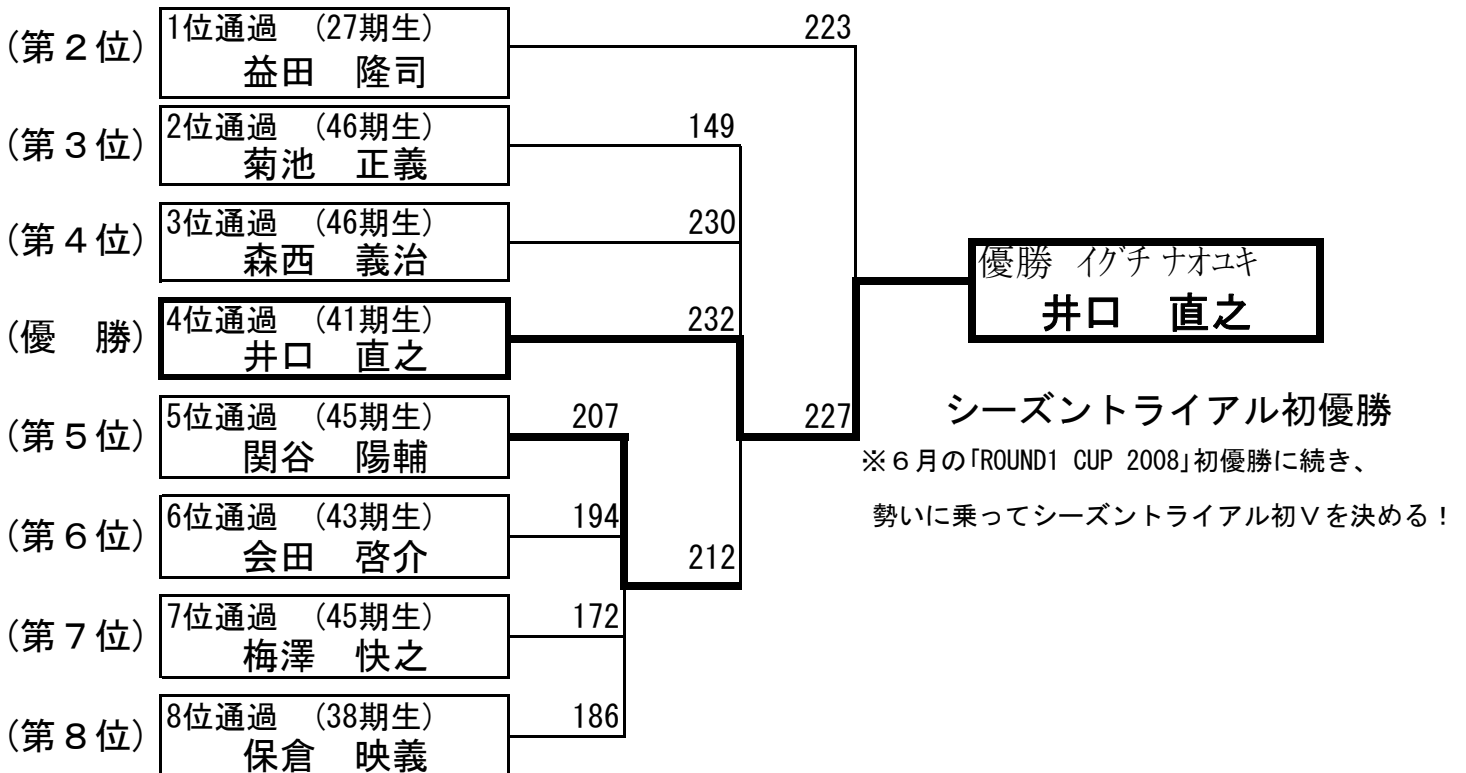 (第２位)
1位通過　(27期生)
益田　隆司
223
(第３位)
2位通過　(46期生)
菊池　正義
149
(第４位)
3位通過　(46期生)
森西　義治
230
(優　勝)
4位通過　(41期生)
井口　直之
232
(第５位)
5位通過　(45期生)
関谷　陽輔
207
(第６位)
6位通過　(43期生)
会田　啓介
194
(第７位)
7位通過　(45期生)
梅澤　快之
172
(第８位)
8位通過　(38期生)
保倉　映義
186
212
227
優勝 イグチ ナオユキ
井口　直之
シーズントライアル初優勝
※６月の｢ROUND1 CUP 2008｣初優勝に続き、
勢いに乗ってシーズントライアル初Ｖを決める！